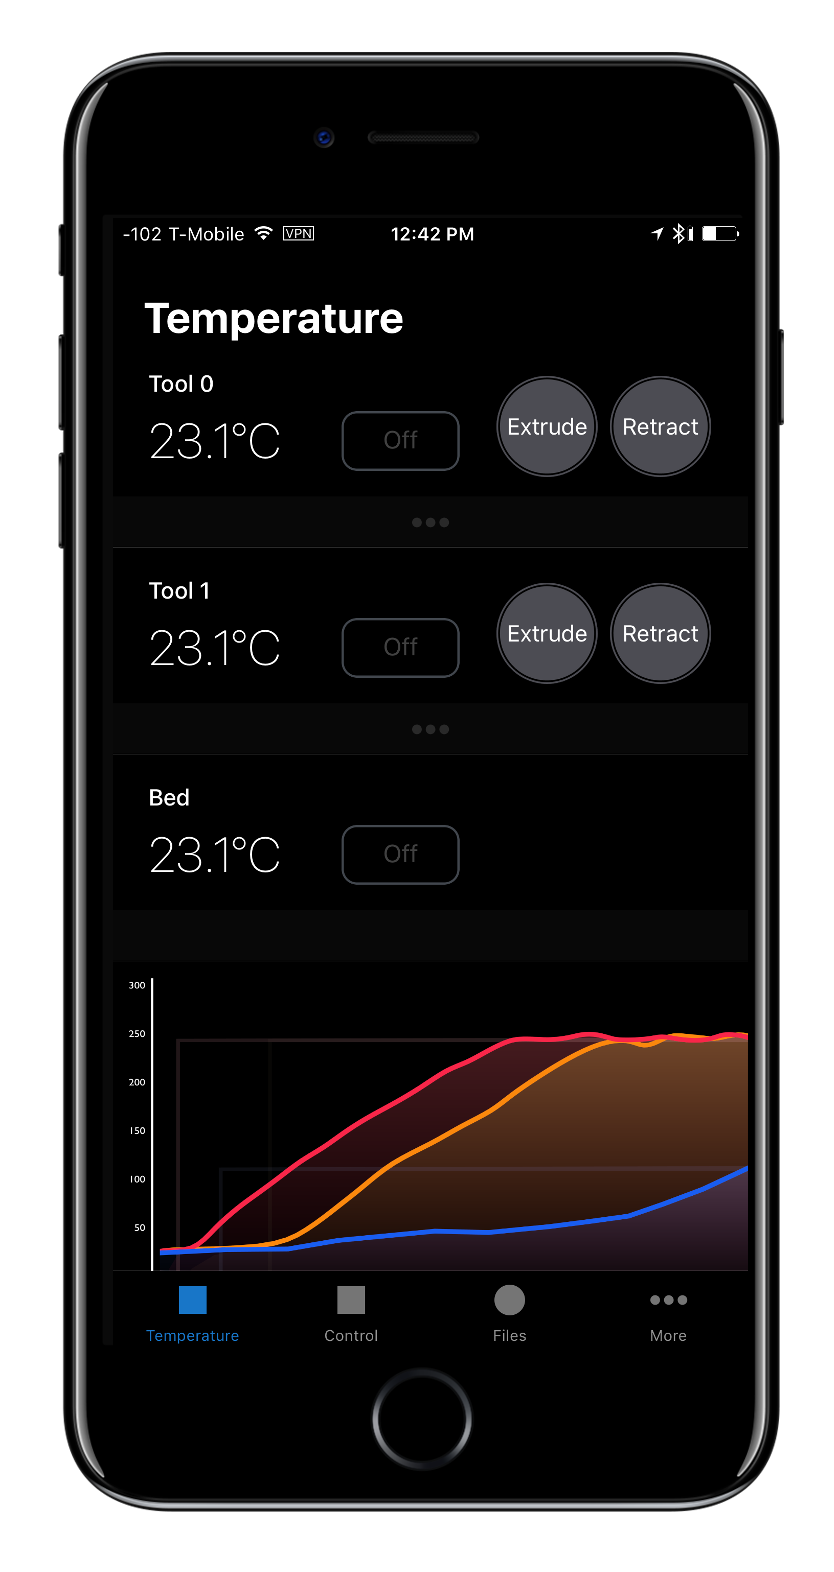 -102 T-Mobile VPN 12:42 PM
Temperature
Tool 0
23.1°C Off Extrude Retract
Tool 1
23.1°C Off Extrude Retract
Bed
23.1°C Off
300
250
200
150
100
50
Temperature Control Files More